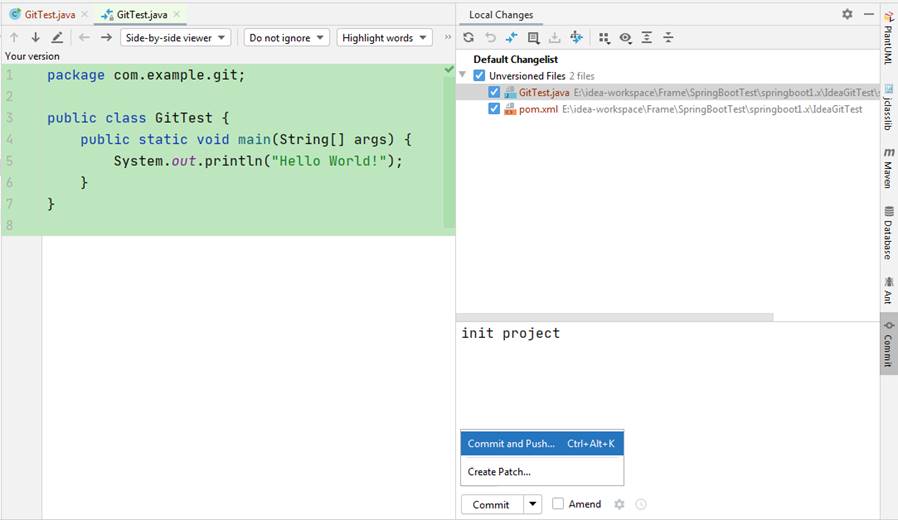 GitTest.java
GitTest.java
Side-by-side viewer
Do not ignore
Highlight words
»
Your version
1 package com.example.git;
2
3 public class GitTest {
4 public static void main(String[] args) {
5 System.out.println("Hello World!");
6 }
7 }
8
Local Changes
Default Changelist
Unversioned Files 2 files
GitTest.java E:\idea-workspace\Frame\SpringBootTest\springboot1.x\IdeaGitTest\s
pom.xml E:\idea-workspace\Frame\SpringBootTest\springboot1.x\IdeaGitTest
init project
Commit and Push... Ctrl+Alt+K
Create Patch...
Commit
Amend
PlantUML
jclasslib
m
Maven
Database
Ant
Commit